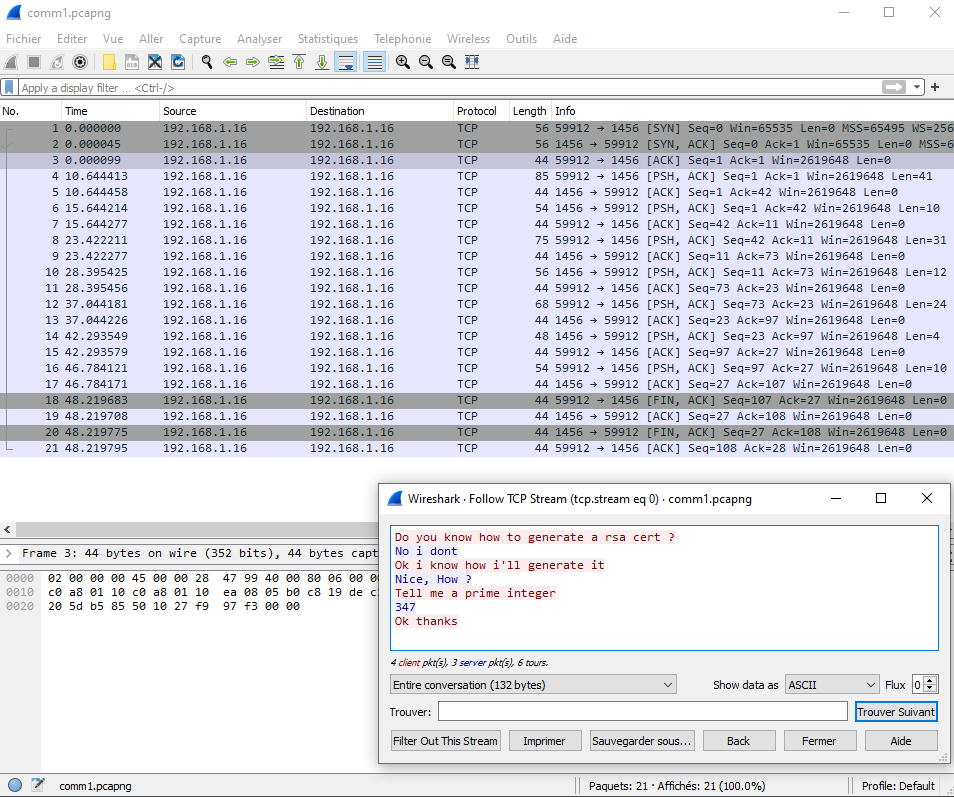 comm1.pcapng
Fichier Editer Vue Aller Capture Analyser Statistiques Telephonie Wireless Outils Aide
Apply a display filter ... <Ctrl-/>
No. Time Source Destination Protocol Length Info
1 0.000000 192.168.1.16 192.168.1.16 TCP 56 59912 → 1456 [SYN] Seq=0 Win=65535 Len=0 MSS=65495 WS=256
2 0.000045 192.168.1.16 192.168.1.16 TCP 56 1456 → 59912 [SYN, ACK] Seq=0 Ack=1 Win=65535 Len=0 MSS=6
3 0.000099 192.168.1.16 192.168.1.16 TCP 44 59912 → 1456 [ACK] Seq=1 Ack=1 Win=2619648 Len=0
4 10.644413 192.168.1.16 192.168.1.16 TCP 85 59912 → 1456 [PSH, ACK] Seq=1 Ack=1 Win=2619648 Len=41
5 10.644458 192.168.1.16 192.168.1.16 TCP 44 1456 → 59912 [ACK] Seq=1 Ack=42 Win=2619648 Len=0
6 15.644214 192.168.1.16 192.168.1.16 TCP 54 1456 → 59912 [PSH, ACK] Seq=1 Ack=42 Win=2619648 Len=10
7 15.644277 192.168.1.16 192.168.1.16 TCP 44 59912 → 1456 [ACK] Seq=42 Ack=11 Win=2619648 Len=0
8 23.422211 192.168.1.16 192.168.1.16 TCP 75 59912 → 1456 [PSH, ACK] Seq=42 Ack=11 Win=2619648 Len=31
9 23.422277 192.168.1.16 192.168.1.16 TCP 44 1456 → 59912 [ACK] Seq=11 Ack=73 Win=2619648 Len=0
10 28.395425 192.168.1.16 192.168.1.16 TCP 56 1456 → 59912 [PSH, ACK] Seq=11 Ack=73 Win=2619648 Len=12
11 28.395456 192.168.1.16 192.168.1.16 TCP 44 59912 → 1456 [ACK] Seq=73 Ack=23 Win=2619648 Len=0
12 37.044181 192.168.1.16 192.168.1.16 TCP 68 59912 → 1456 [PSH, ACK] Seq=73 Ack=23 Win=2619648 Len=24
13 37.044226 192.168.1.16 192.168.1.16 TCP 44 1456 → 59912 [ACK] Seq=23 Ack=97 Win=2619648 Len=0
14 42.293549 192.168.1.16 192.168.1.16 TCP 48 1456 → 59912 [PSH, ACK] Seq=23 Ack=97 Win=2619648 Len=4
15 42.293579 192.168.1.16 192.168.1.16 TCP 44 59912 → 1456 [ACK] Seq=97 Ack=27 Win=2619648 Len=0
16 46.784121 192.168.1.16 192.168.1.16 TCP 54 59912 → 1456 [PSH, ACK] Seq=97 Ack=27 Win=2619648 Len=10
17 46.784171 192.168.1.16 192.168.1.16 TCP 44 1456 → 59912 [ACK] Seq=27 Ack=107 Win=2619648 Len=0
18 48.219683 192.168.1.16 192.168.1.16 TCP 44 59912 → 1456 [FIN, ACK] Seq=107 Ack=27 Win=2619648 Len=0
19 48.219708 192.168.1.16 192.168.1.16 TCP 44 1456 → 59912 [ACK] Seq=27 Ack=108 Win=2619648 Len=0
20 48.219775 192.168.1.16 192.168.1.16 TCP 44 1456 → 59912 [FIN, ACK] Seq=27 Ack=108 Win=2619648 Len=0
21 48.219795 192.168.1.16 192.168.1.16 TCP 44 59912 → 1456 [ACK] Seq=108 Ack=28 Win=2619648 Len=0
Frame 3: 44 bytes on wire (352 bits), 44 bytes capt
0000 02 00 00 00 45 00 00 28 47 99 40 00 80 06 00 00
0010 c0 a8 01 10 c0 a8 01 10 ea 08 05 b0 c8 19 de c
0020 20 5d b5 85 50 10 27 f9 97 f3 00 00
Wireshark · Follow TCP Stream (tcp.stream eq 0) · comm1.pcapng
Do you know how to generate a rsa cert ?
No i dont
Ok i know how i'll generate it
Nice, How ?
Tell me a prime integer
347
Ok thanks
4 client pkt(s), 3 server pkt(s), 6 tours.
Entire conversation (132 bytes) Show data as ASCII Flux 0
Trouver: Trouver Suivant
Filter Out This Stream Imprimer Sauvegarder sous... Back Fermer Aide
comm1.pcapng Paquets: 21 · Affichés: 21 (100.0%) Profile: Default